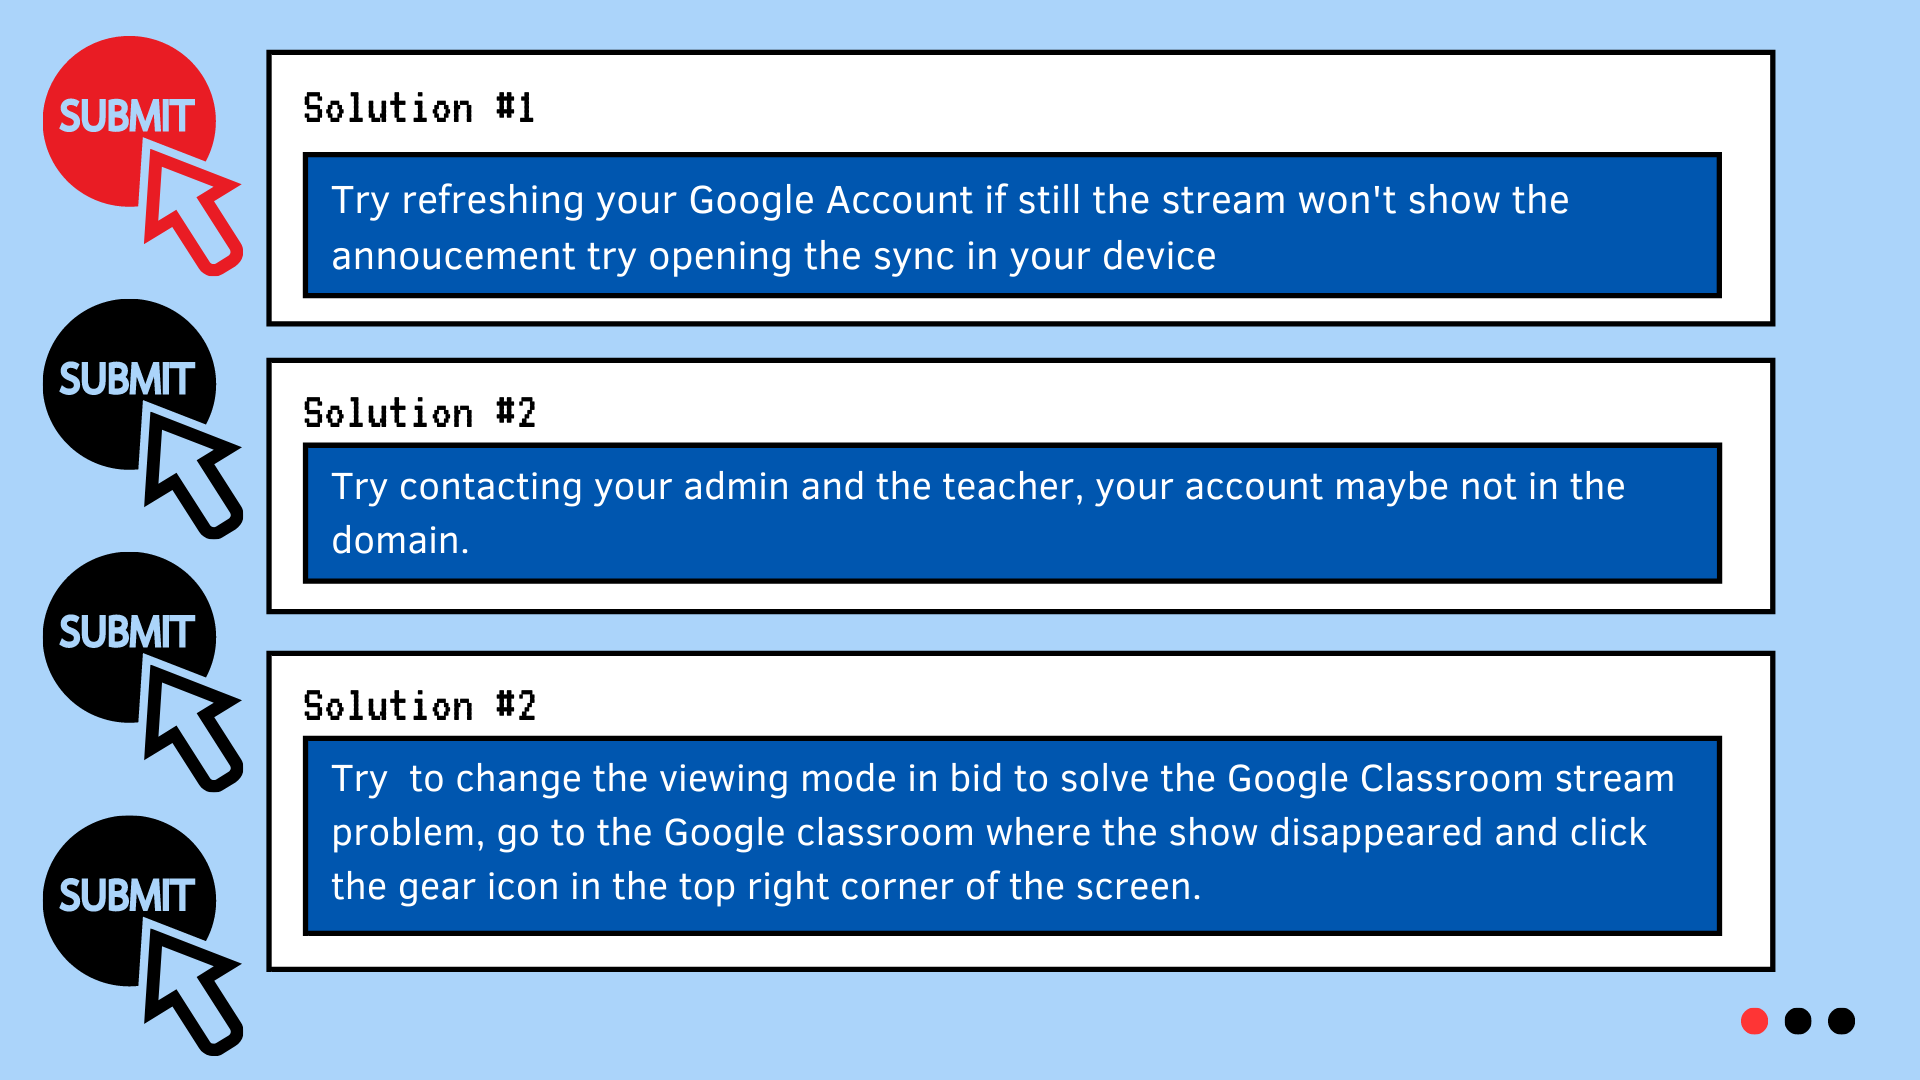 SUBMIT
Solution #1
Try refreshing your Google Account if still the stream won't show the
annoucement try opening the sync in your device
SUBMIT
Solution #2
Try contacting your admin and the teacher, your account maybe not in the
domain.
SUBMIT
Solution #2
Try  to change the viewing mode in bid to solve the Google Classroom stream
problem, go to the Google classroom where the show disappeared and click
the gear icon in the top right corner of the screen.
SUBMIT